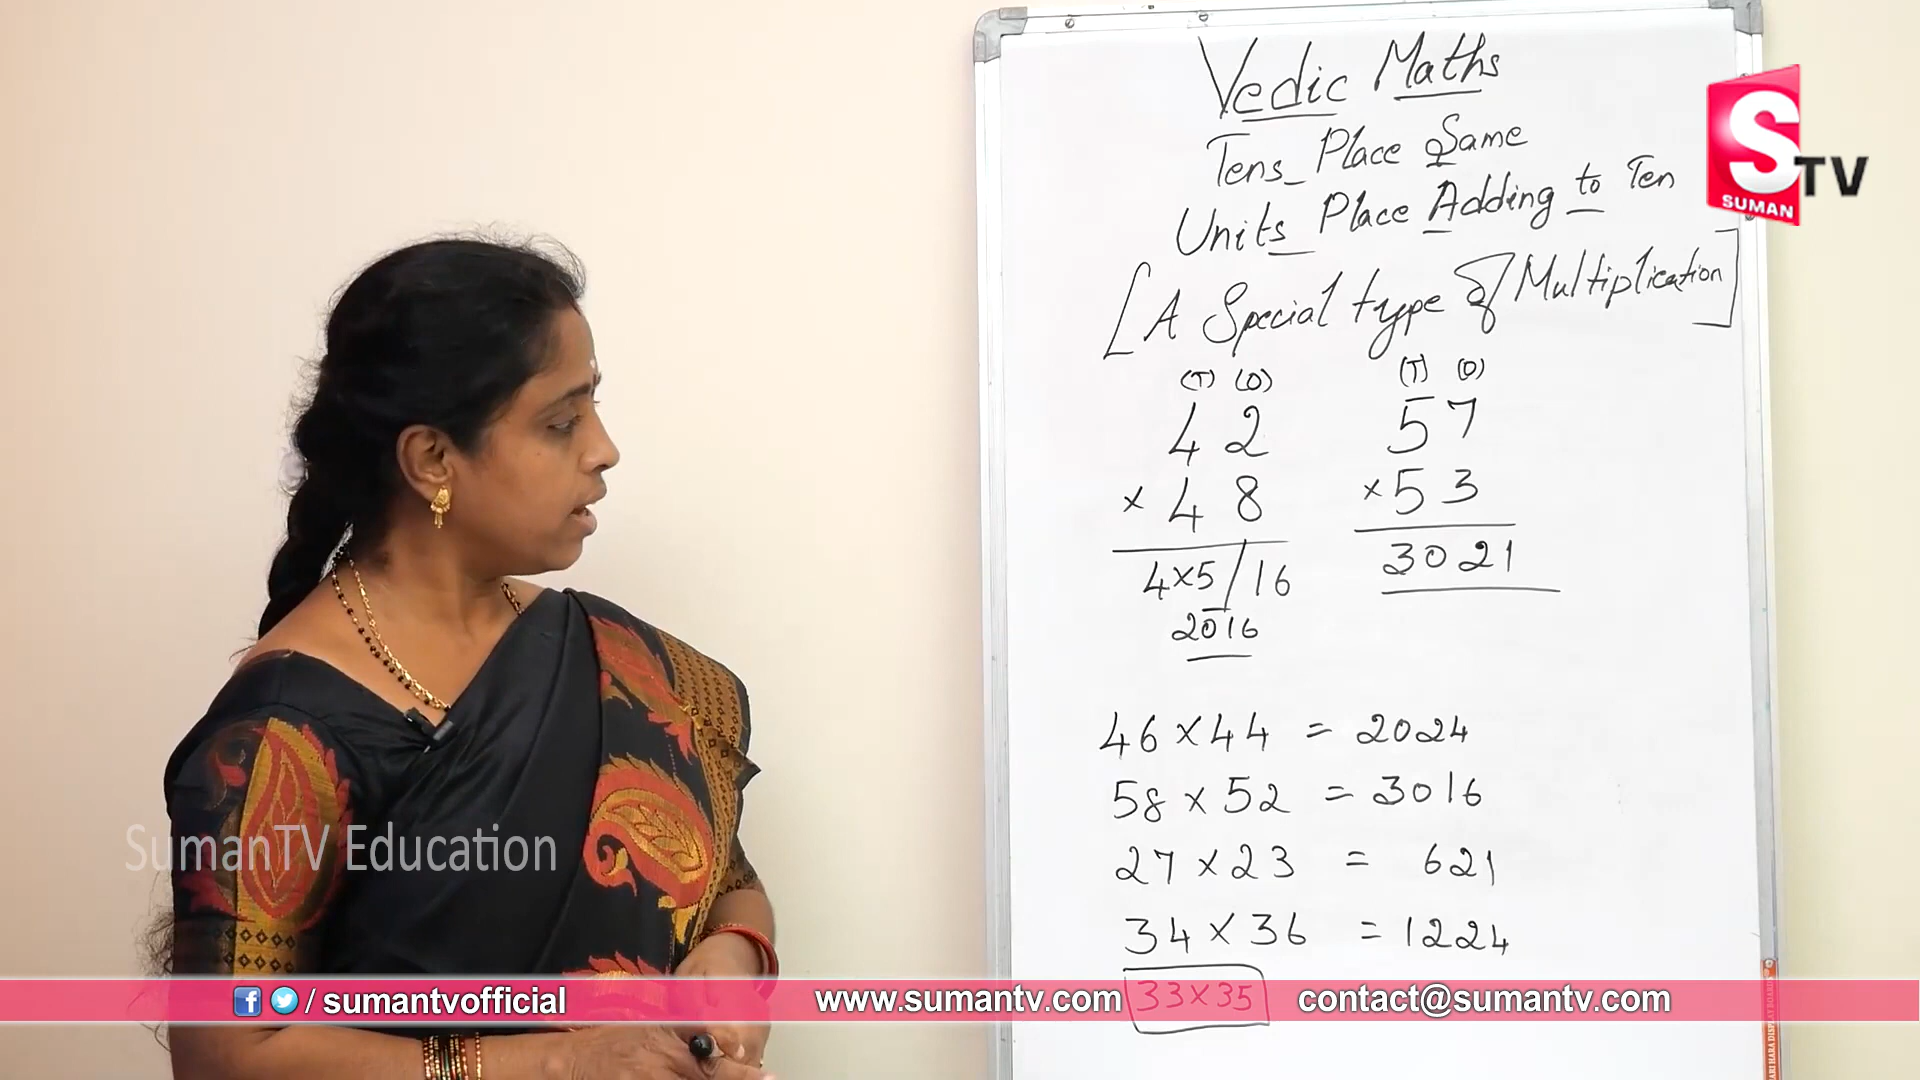 Vedic Maths
Tens Place Same
Units Place Adding to Ten
[A Special type of Multiplication]
(T) (O)
42
×48
4×5/16
2016
(T) (O)
57
×53
3021
46×44 = 2024
58×52 = 3016
27×23 = 621
34×36 = 1224
33×35
S TV
SUMAN
SumanTV Education
/ sumantvofficial
www.sumantv.com
contact@sumantv.com